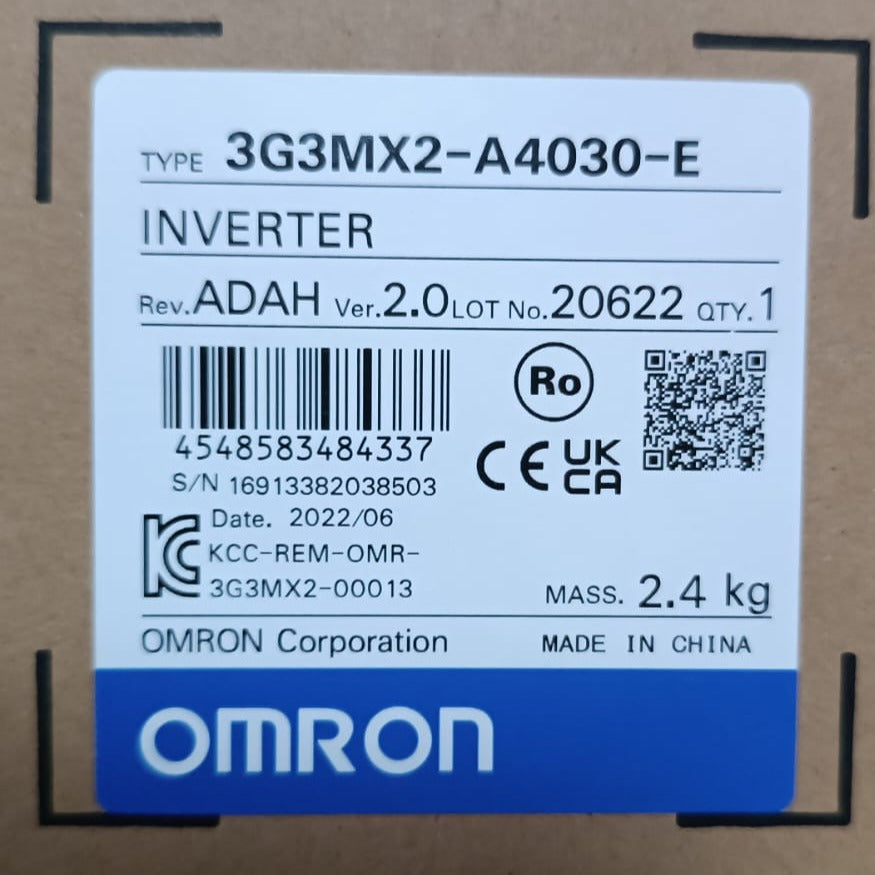 TYPE 3G3MX2-A4030-E
INVERTER
Rev.ADAH Ver.2.0 LOT No.20622 QTY.1
Ro
4548583484337
CE UK CA
S/N 16913382038503
Date. 2022/06
KC KCC-REM-OMR-
3G3MX2-00013
MASS. 2.4 kg
OMRON Corporation MADE IN CHINA
OMRON